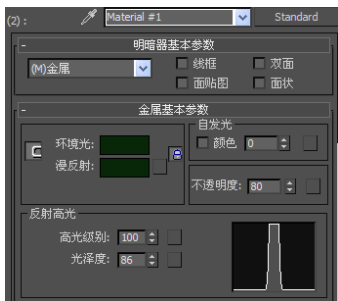 (2) : Material #1 Standard
- 明暗器基本参数
(M)金属 线框 双面
面贴图 面状
- 金属基本参数
自发光
环境光: 颜色 0
漫反射:
不透明度: 80
反射高光
高光级别: 100
光泽度: 86